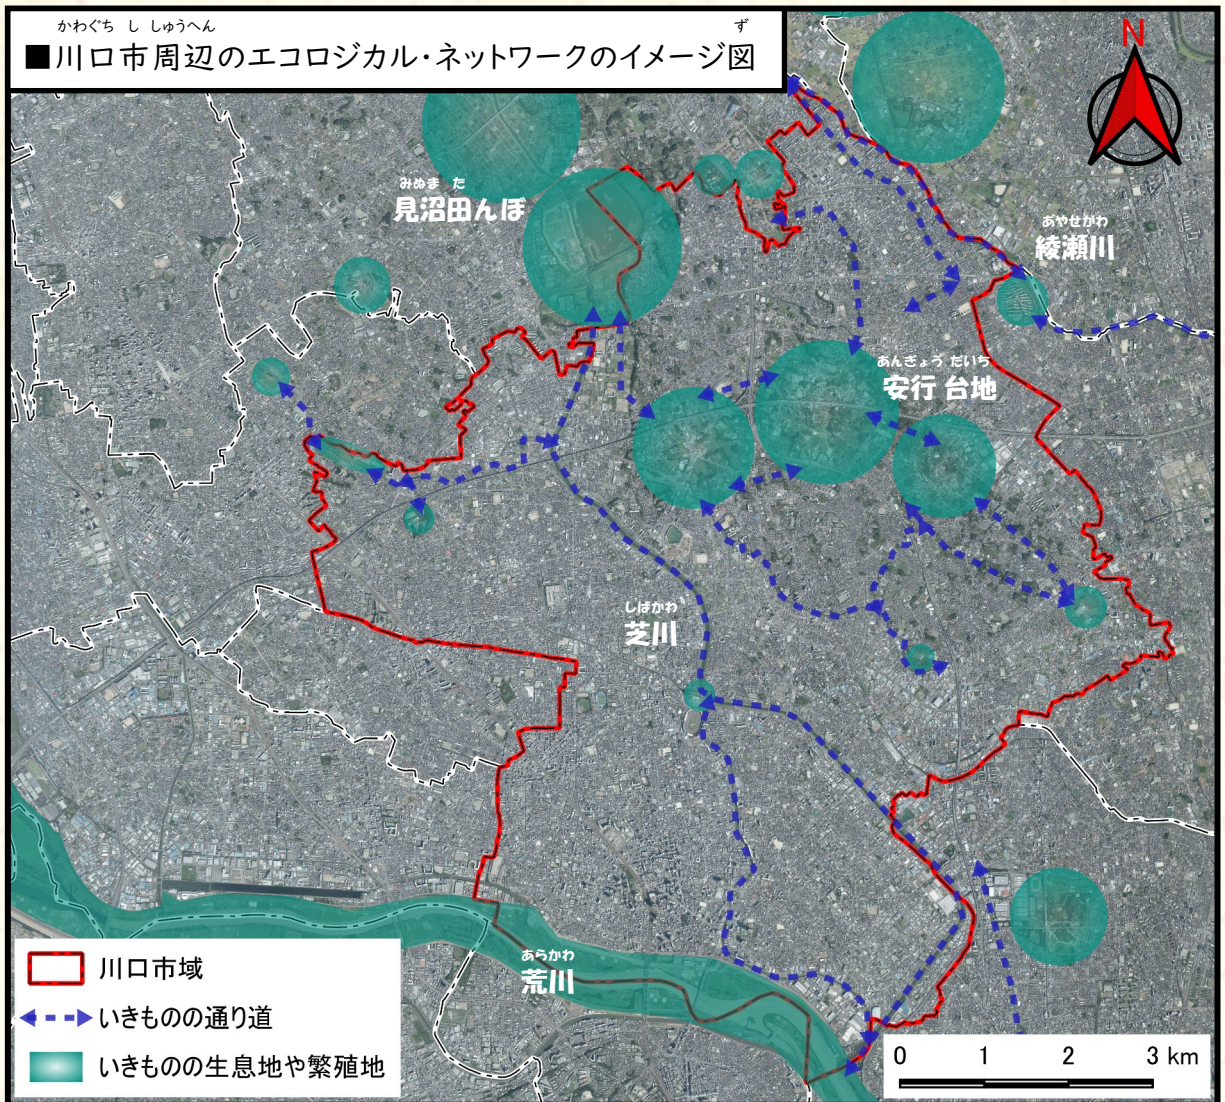 かわぐち し しゅうへん ず
■川口市周辺のエコロジカル・ネットワークのイメージ図
N
みぬま た
見沼田んぼ
あやせがわ
綾瀬川
あんぎょう だいち
安行 台地
しばかわ
芝川
あらかわ
荒川
川口市域
いきものの通り道
いきものの生息地や繁殖地
0 1 2 3 km